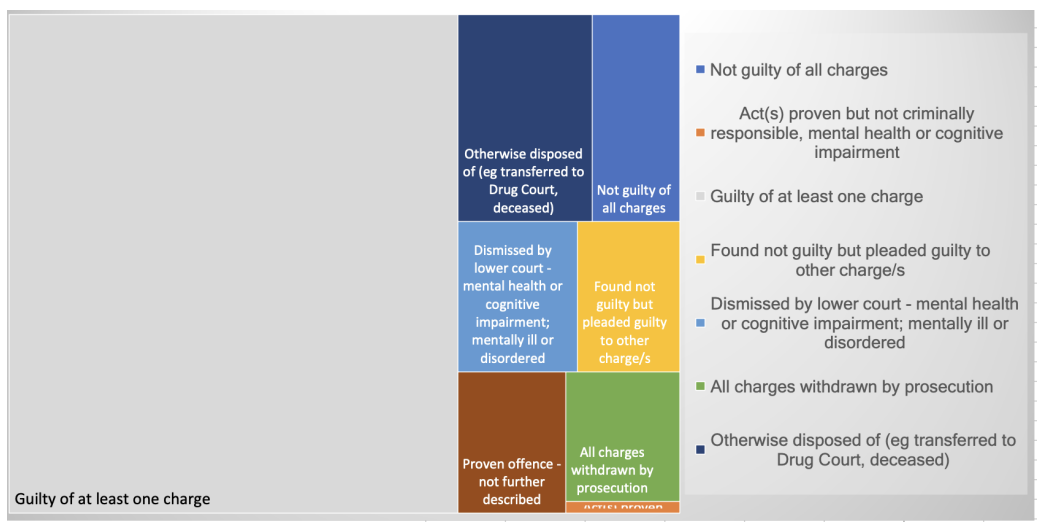 Otherwise disposed
of (eg transferred to
Drug Court,
deceased)
Not guilty of
all charges
Dismissed by
lower court -
mental health or
cognitive
impairment;
mentally ill or
disordered
Found not
guilty but
pleaded guilty
to other
charge/s
Proven offence -
not further
described
All charges
withdrawn by
prosecution
Act(s) proven
Guilty of at least one charge
Not guilty of all charges
Act(s) proven but not criminally
responsible, mental health or cognitive
impairment
Guilty of at least one charge
Found not guilty but pleaded guilty to
other charge/s
Dismissed by lower court - mental health
or cognitive impairment; mentally ill or
disordered
All charges withdrawn by prosecution
Otherwise disposed of (eg transferred to
Drug Court, deceased)